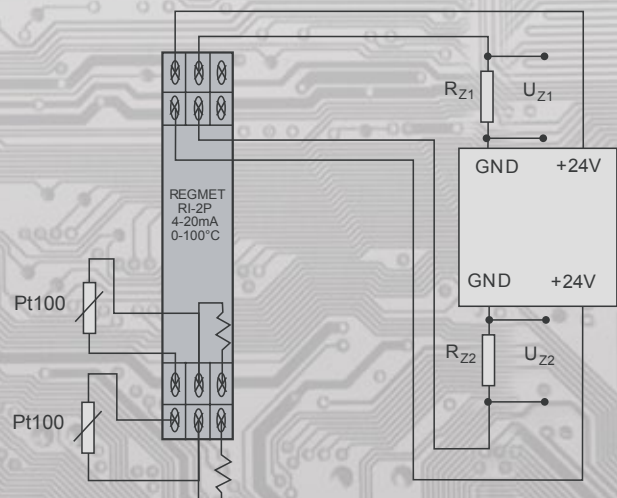 R_Z1
U_Z1
GND
+24V
REGMET
RI-2P
4-20mA
0-100°C
GND
+24V
Pt100
R_Z2
U_Z2
Pt100